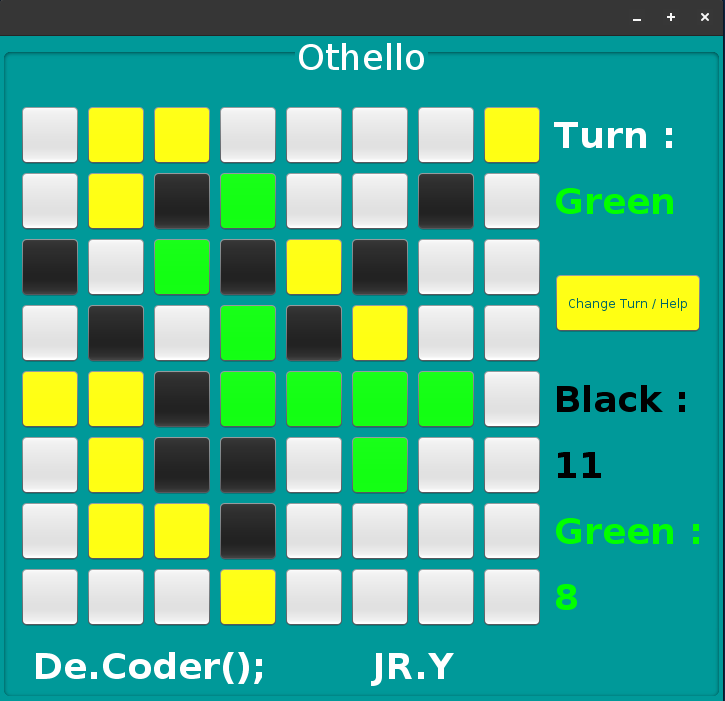 Othello
Turn :
Green
Change Turn / Help
Black :
11
Green :
8
De.Coder(); JR.Y